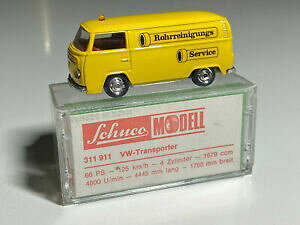 Rohrreinigungs
Service
Schuco MODELL
311 911 VW-Transporter
66 PS - 125 km/h - 4 Zylinder - 1679 ccm
4800 U/min - 4445 mm lang - 1765 mm breit